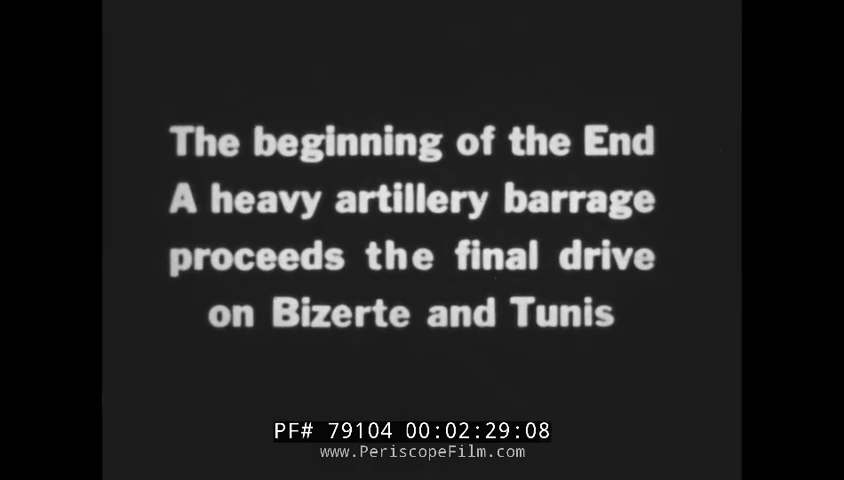 The beginning of the End
A heavy artillery barrage
proceeds the final drive
on Bizerte and Tunis
PF# 79104 00:02:29:08
www.PeriscopeFilm.com